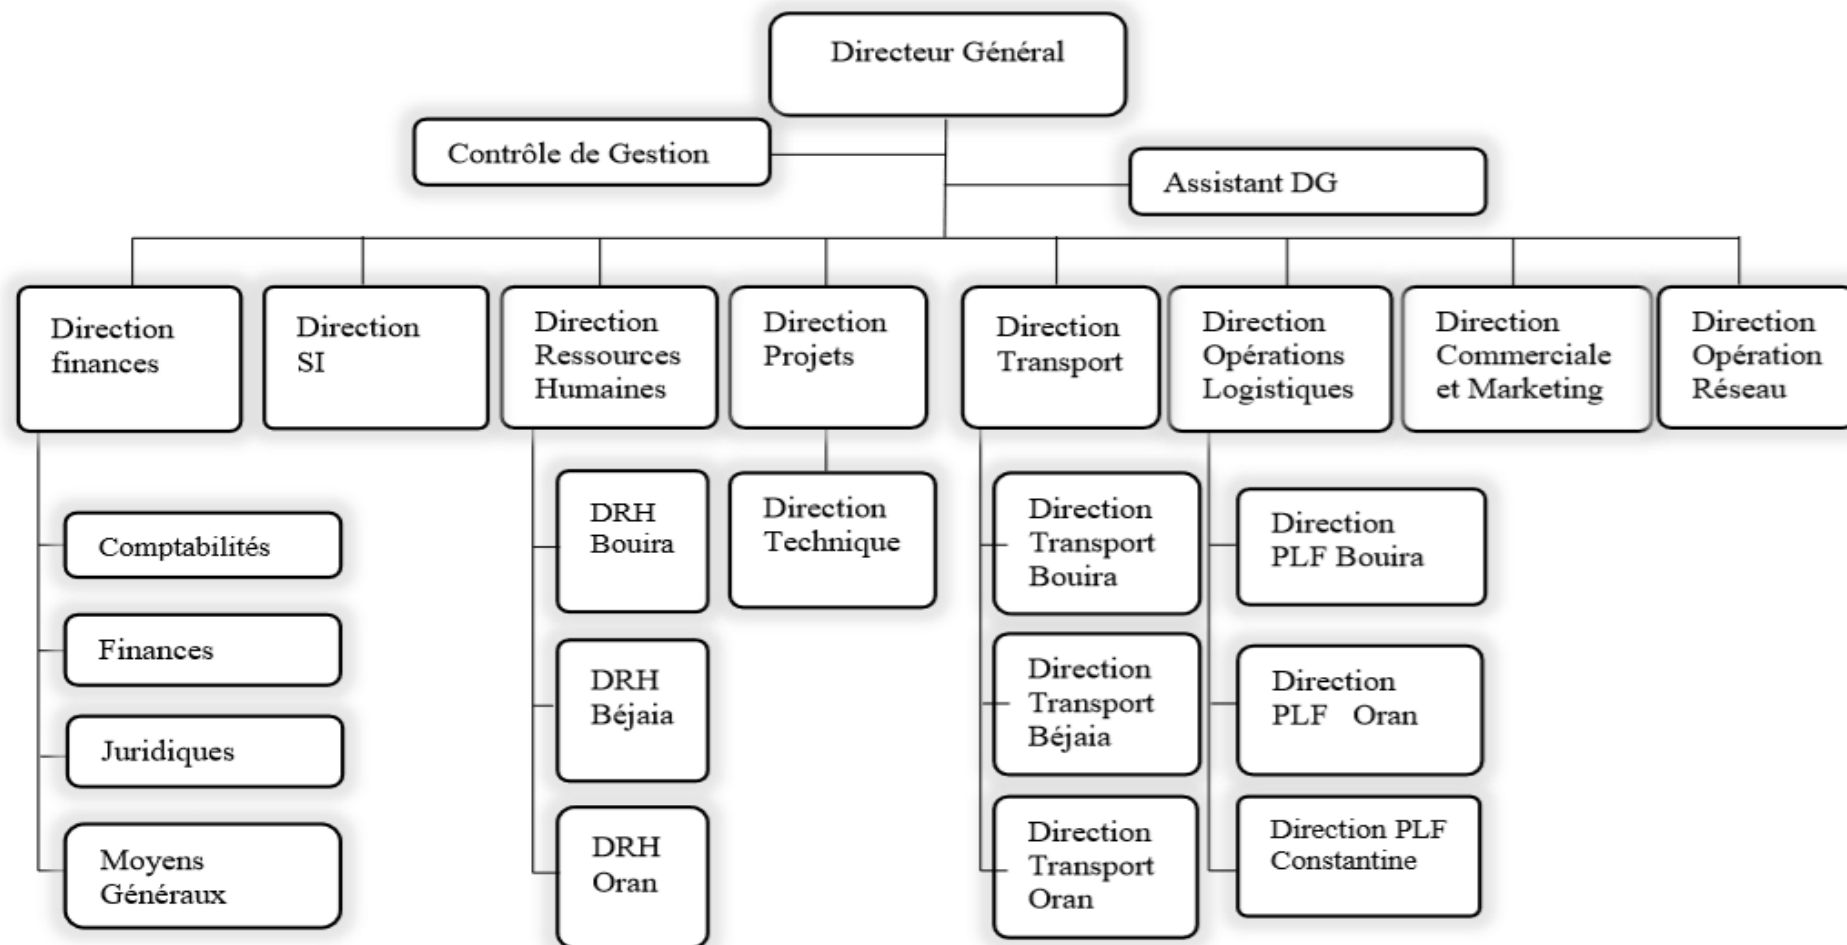 Directeur Général
Contrôle de Gestion
Assistant DG
Direction
finances
Direction
SI
Direction
Ressources
Humaines
Direction
Projets
Direction
Transport
Direction
Opérations
Logistiques
Direction
Commerciale
et Marketing
Direction
Opération
Réseau
Comptabilités
Finances
Juridiques
Moyens
Généraux
DRH
Bouira
DRH
Béjaia
DRH
Oran
Direction
Technique
Direction
Transport
Bouira
Direction
Transport
Béjaia
Direction
Transport
Oran
Direction
PLF Bouira
Direction
PLF Oran
Direction PLF
Constantine